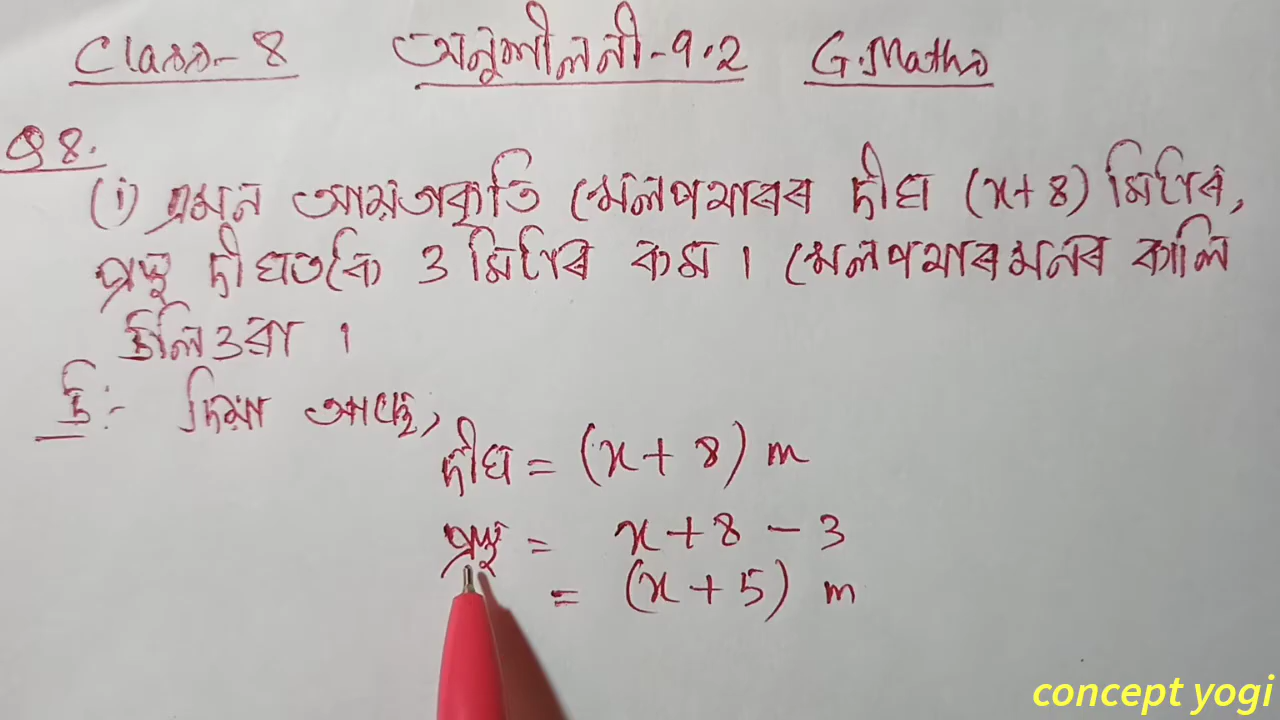 Class-8 অনুশীলনী-9.2 G.Maths
Q8.
(i) এখন আয়তাকৃতি খেলপথাৰৰ দীঘ (x+8) মিটাৰ,
প্ৰস্থ দীঘতকৈ 3 মিটাৰ কম । খেলপথাৰখনৰ কালি
উলিওৱা ।
উ:- দিয়া আছে,
দীঘ = (x+8) m
প্ৰস্থ = x+8-3
= (x+5) m
concept yogi